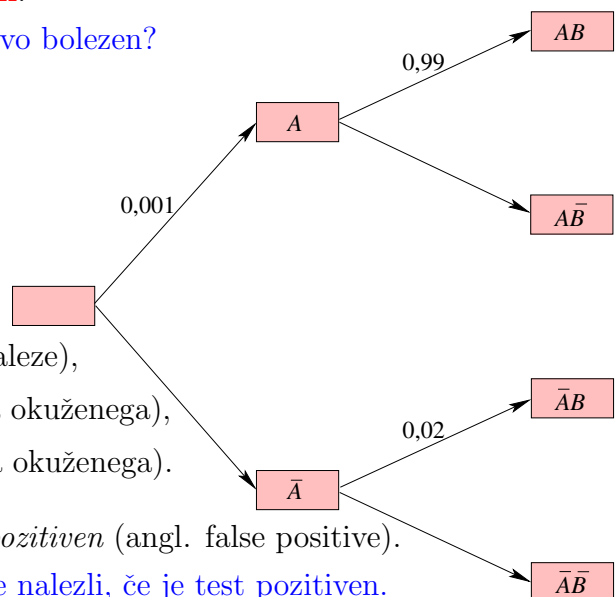 vo bolezen?
AB
0,99
A
0,001
AB̅
aleze),
okuženega),
ĀB
0,02
okuženega).
Ā
ozitiven (angl. false positive).
e nalezli, če je test pozitiven.
ĀB̅